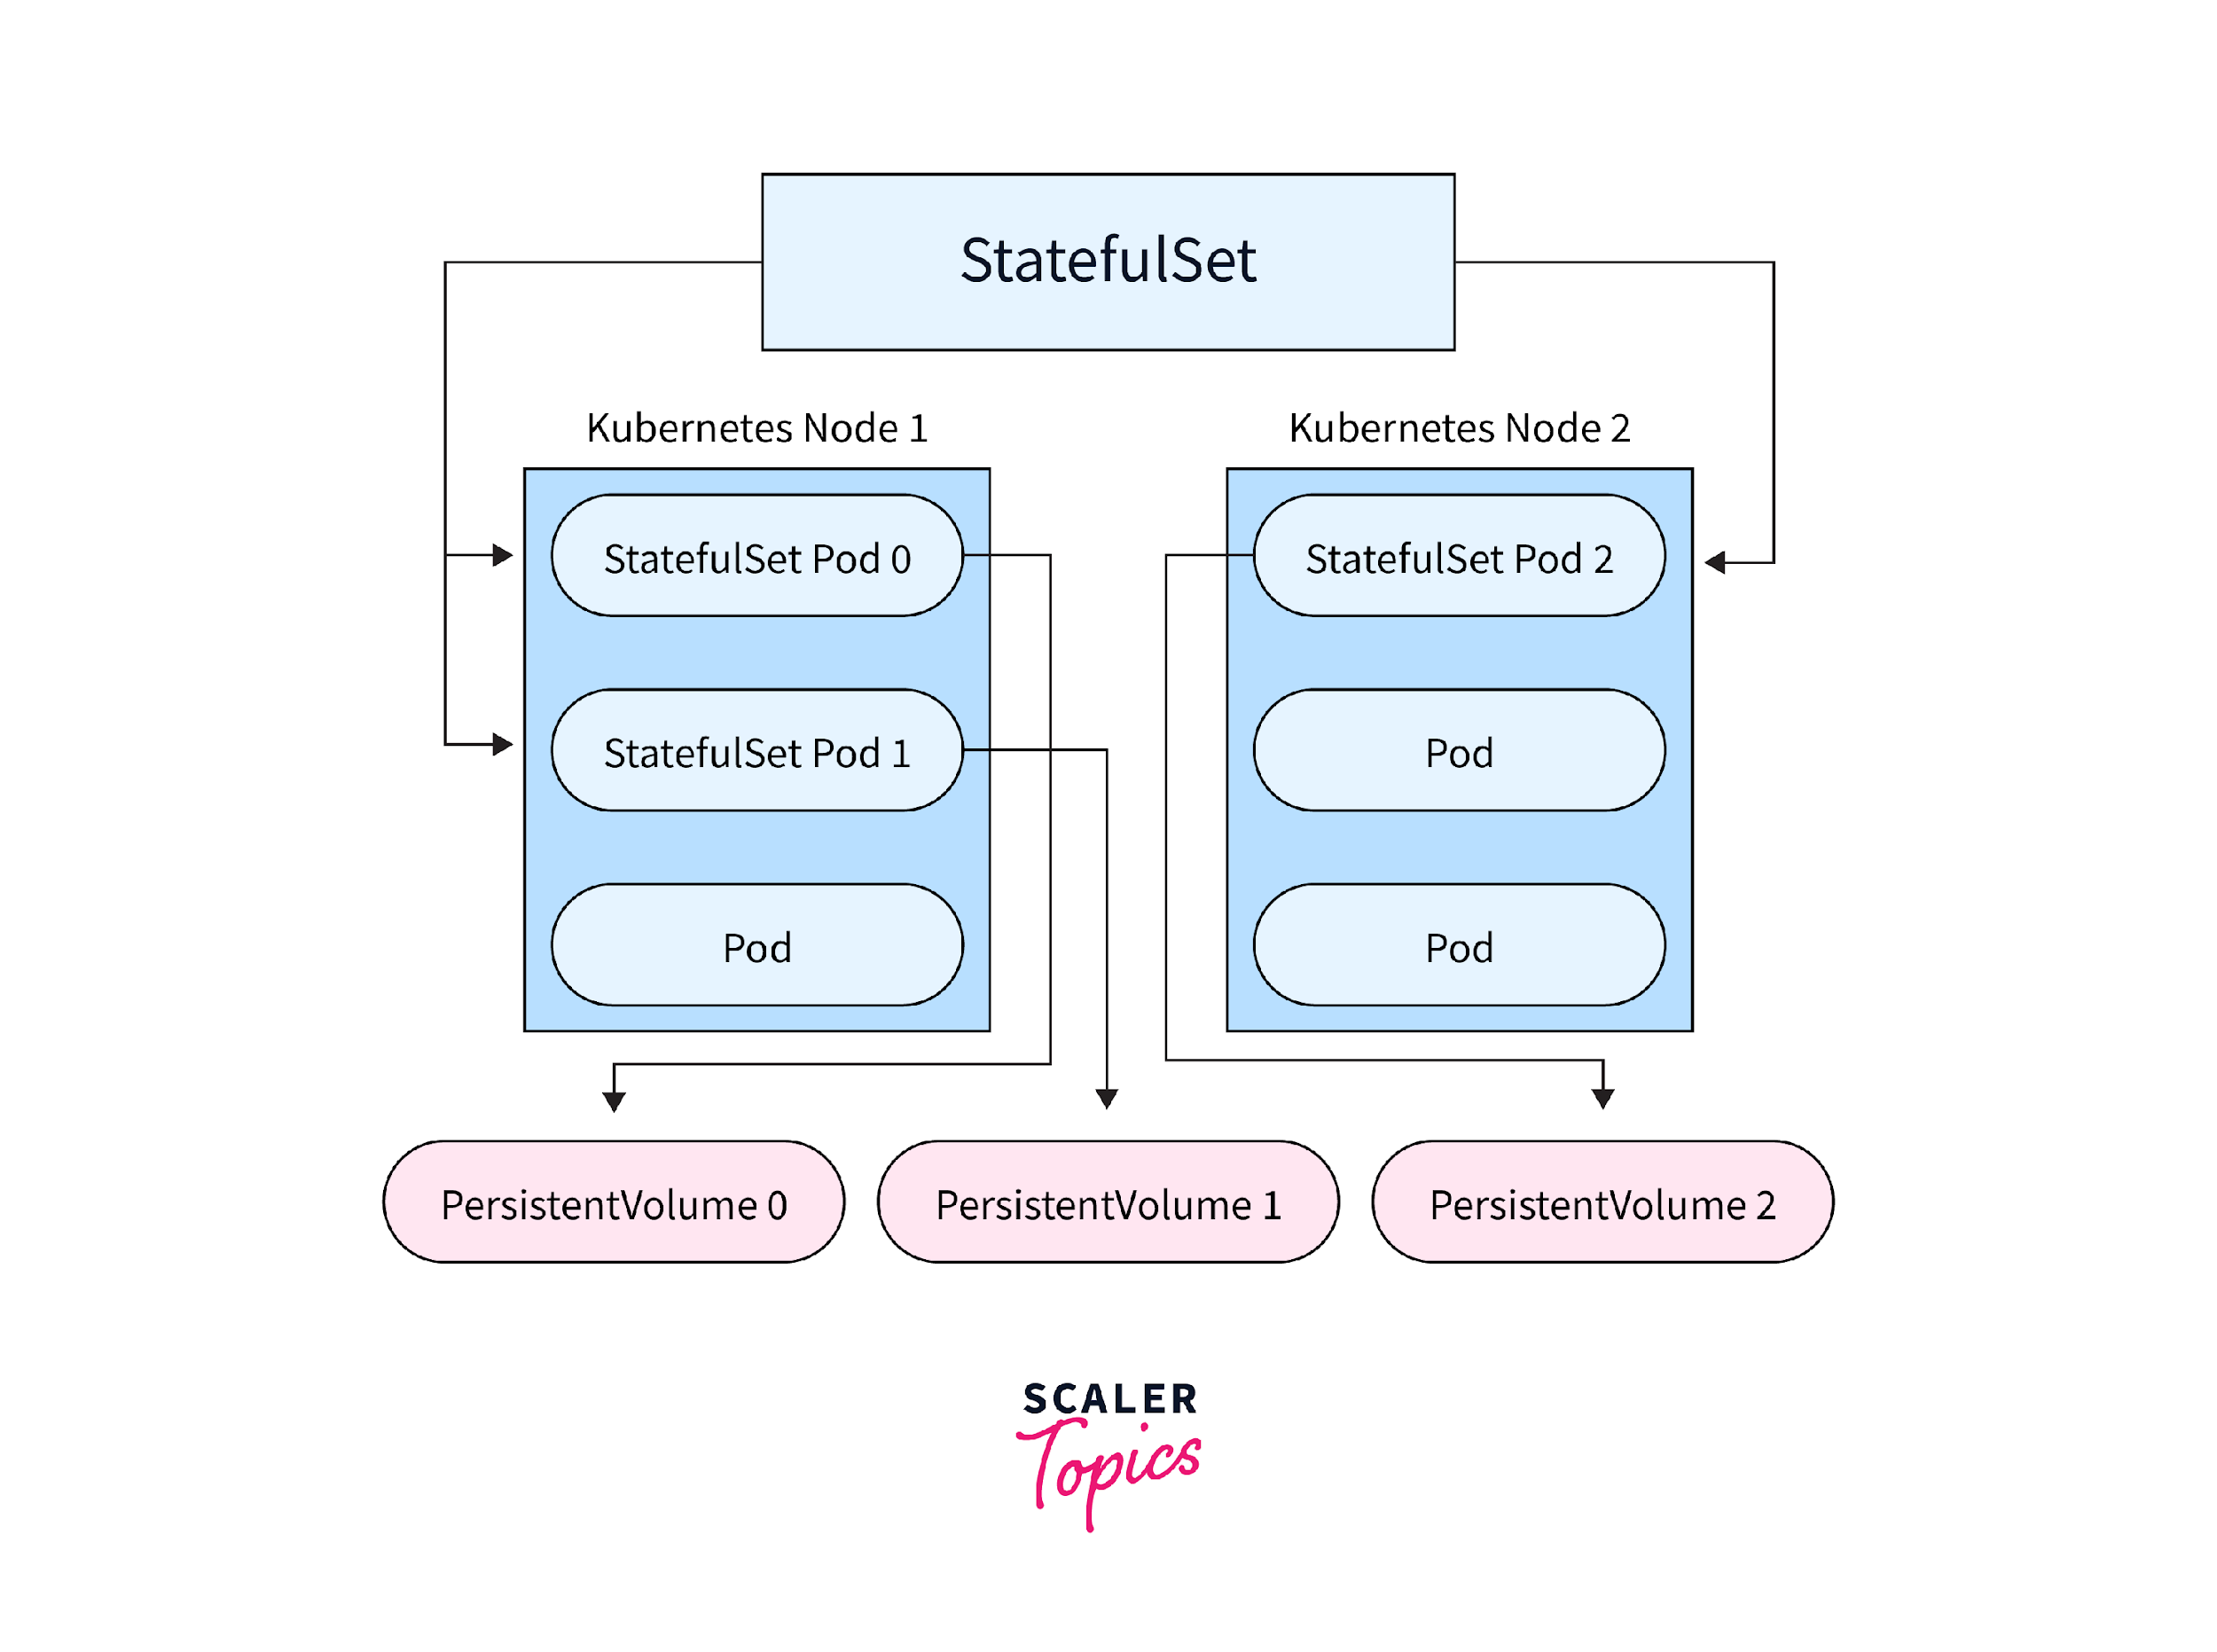 StatefulSet
Kubernetes Node 1
Kubernetes Node 2
StatefulSet Pod 0
StatefulSet Pod 1
Pod
StatefulSet Pod 2
Pod
Pod
PersistentVolume 0
PersistentVolume 1
PersistentVolume 2
SCALER
Topics